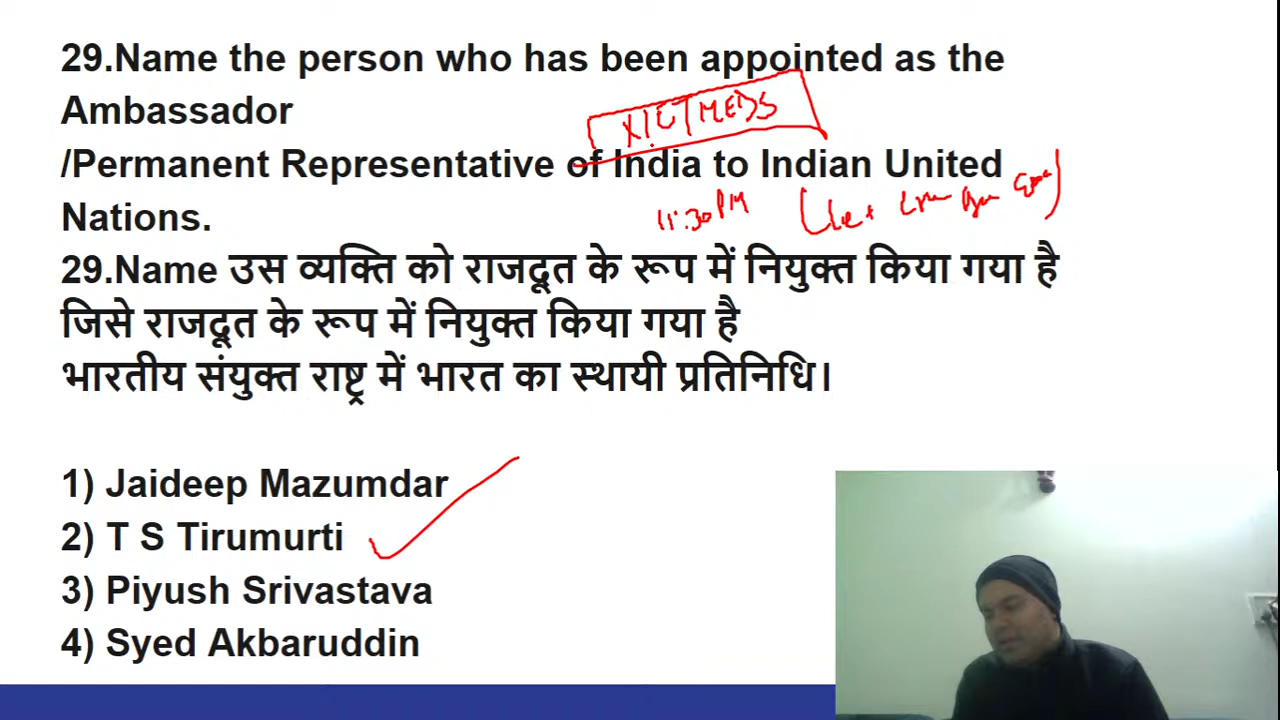 29.Name the person who has been appointed as the
Ambassador
XICTMEDS
/Permanent Representative of India to Indian United
Nations.
11:30PM
29.Name उस व्यक्ति को राजदूत के रूप में नियुक्त किया गया है
जिसे राजदूत के रूप में नियुक्त किया गया है
भारतीय संयुक्त राष्ट्र में भारत का स्थायी प्रतिनिधि।
1) Jaideep Mazumdar
2) T S Tirumurti
3) Piyush Srivastava
4) Syed Akbaruddin